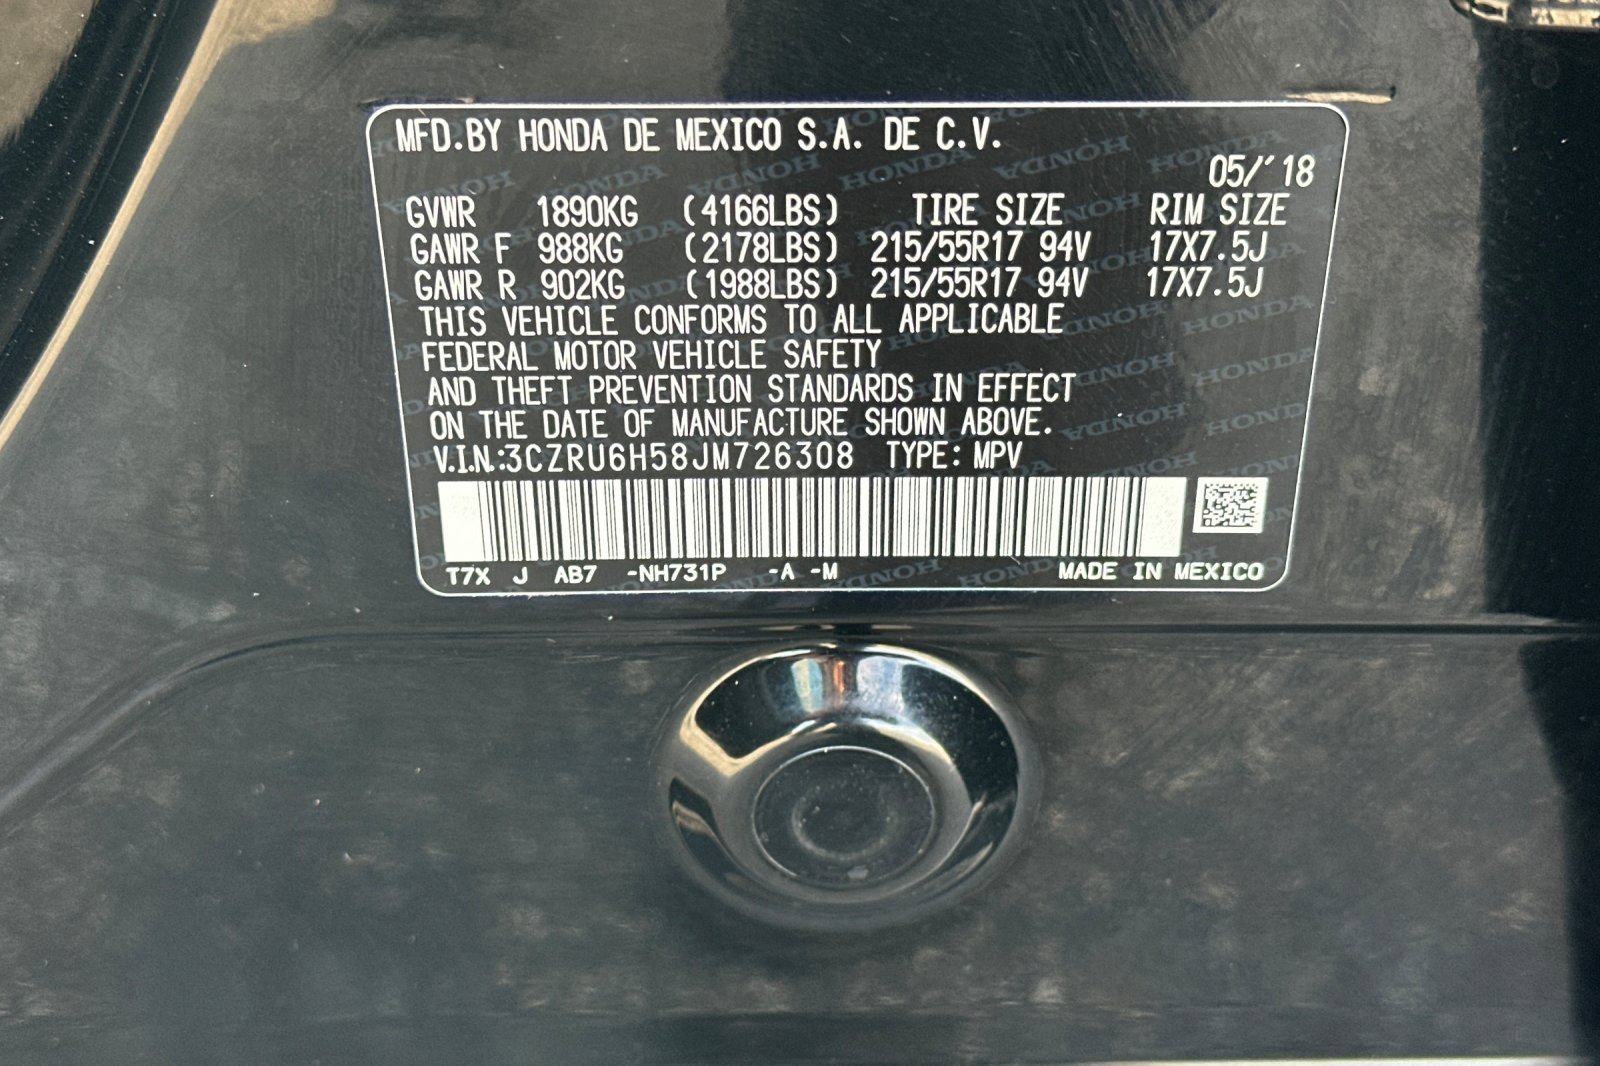 MFD.BY HONDA DE MEXICO S.A. DE C.V.
05/'18
GVWR 1890KG (4166LBS) TIRE SIZE RIM SIZE
GAWR F 988KG (2178LBS) 215/55R17 94V 17X7.5J
GAWR R 902KG (1988LBS) 215/55R17 94V 17X7.5J
THIS VEHICLE CONFORMS TO ALL APPLICABLE
FEDERAL MOTOR VEHICLE SAFETY
AND THEFT PREVENTION STANDARDS IN EFFECT
ON THE DATE OF MANUFACTURE SHOWN ABOVE.
V.I.N.:3CZRU6H58JM726308 TYPE: MPV
T7X J AB7 -NH731P -A -M MADE IN MEXICO